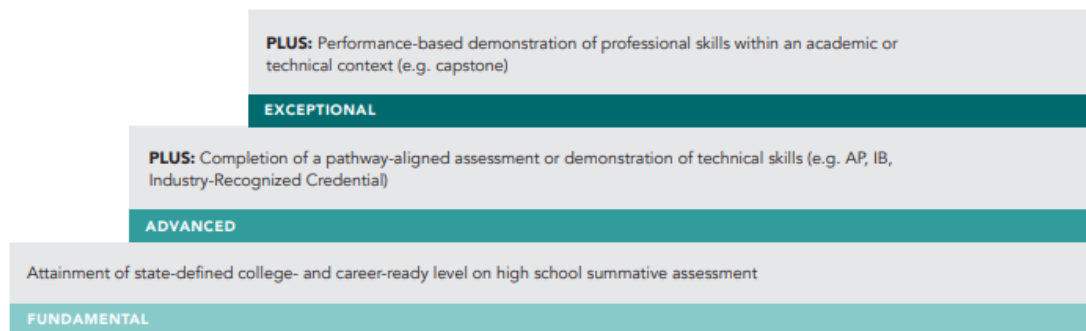 PLUS: Performance-based demonstration of professional skills within an academic or
technical context (e.g. capstone)
EXCEPTIONAL
PLUS: Completion of a pathway-aligned assessment or demonstration of technical skills (e.g. AP, IB,
Industry-Recognized Credential)
ADVANCED
Attainment of state-defined college- and career-ready level on high school summative assessment
FUNDAMENTAL